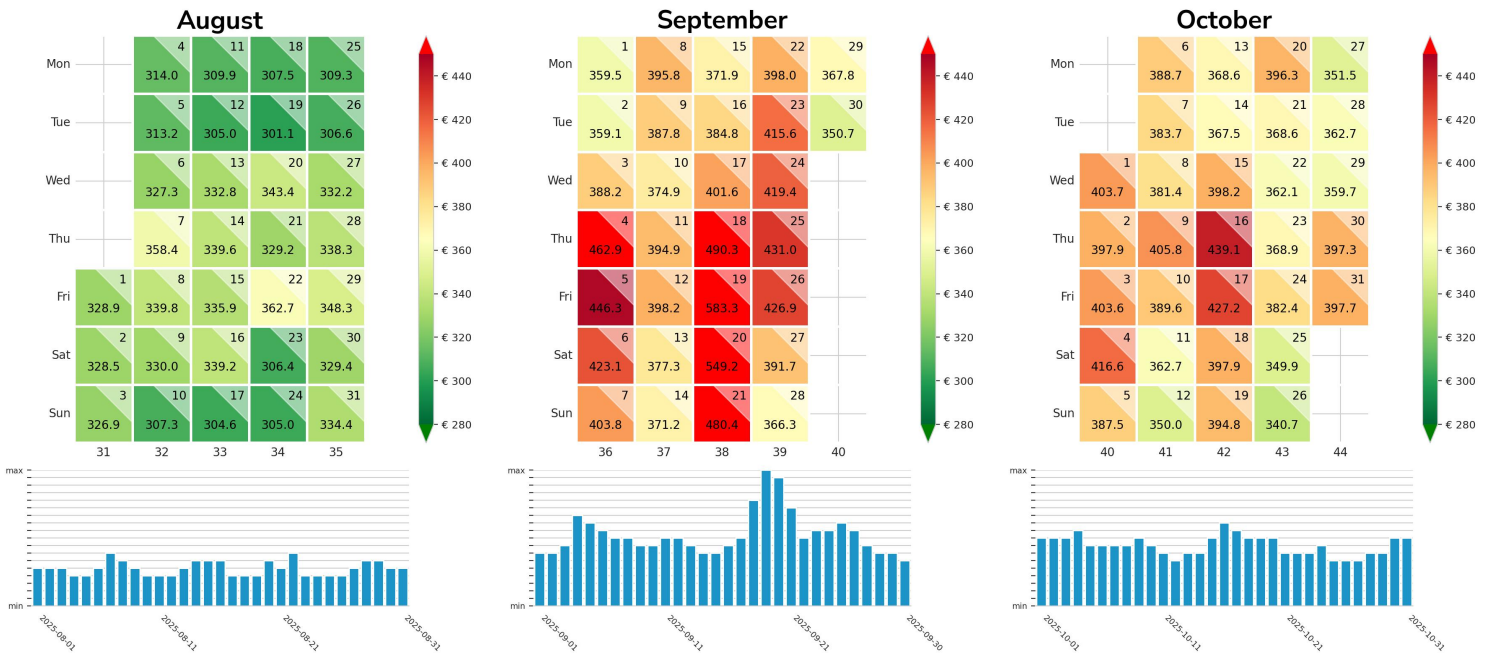 August September October
4 11 18 25 1 8 15 22 29 6 13 20 27
Mon 314.0 309.9 307.5 309.3 € 440 Mon 359.5 395.8 371.9 398.0 367.8 € 440 Mon 388.7 368.6 396.3 351.5 € 440
5 12 19 26 € 420 2 9 16 23 30 € 420 7 14 21 28 € 420
Tue 313.2 305.0 301.1 306.6 Tue 359.1 387.8 384.8 415.6 350.7 Tue 383.7 367.5 368.6 362.7
6 13 20 27 € 400 3 10 17 24 € 400 1 8 15 22 29 € 400
Wed 327.3 332.8 343.4 332.2 Wed 388.2 374.9 401.6 419.4 Wed 403.7 381.4 398.2 362.1 359.7
7 14 21 28 € 380 4 11 18 25 € 380 2 9 16 23 30 € 380
Thu 358.4 339.6 329.2 338.3 € 360 Thu 462.9 394.9 490.3 431.0 € 360 Thu 397.9 405.8 439.1 368.9 397.3 € 360
1 8 15 22 29 5 12 19 26 3 10 17 24 31
Fri 328.9 339.8 335.9 362.7 348.3 € 340 Fri 446.3 398.2 583.3 426.9 € 340 Fri 403.6 389.6 427.2 382.4 397.7 € 340
2 9 16 23 30 € 320 6 13 20 27 € 320 4 11 18 25 € 320
Sat 328.5 330.0 339.2 306.4 329.4 Sat 423.1 377.3 549.2 391.7 Sat 416.6 362.7 397.9 349.9
3 10 17 24 31 € 300 7 14 21 28 € 300 5 12 19 26 € 300
Sun 326.9 307.3 304.6 305.0 334.4 € 280 Sun 403.8 371.2 480.4 366.3 € 280 Sun 387.5 350.0 394.8 340.7 € 280
31 32 33 34 35 36 37 38 39 40 40 41 42 43 44
max max max
min min min
2025-08-01 2025-08-11 2025-08-21 2025-08-31 2025-09-01 2025-09-11 2025-09-21 2025-09-30 2025-10-01 2025-10-11 2025-10-21 2025-10-31